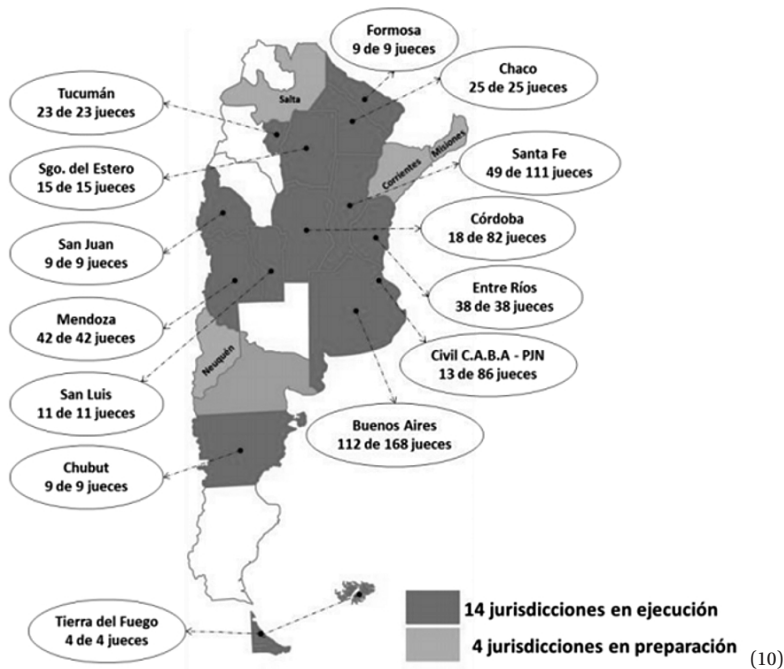 Formosa
9 de 9 jueces
Chaco
25 de 25 jueces
Tucumán
23 de 23 jueces
Salta
Misiones
Corrientes
Sgo. del Estero
15 de 15 jueces
Santa Fe
49 de 111 jueces
San Juan
9 de 9 jueces
Córdoba
18 de 82 jueces
Entre Ríos
38 de 38 jueces
Mendoza
42 de 42 jueces
Neuquén
Civil C.A.B.A - PJN
13 de 86 jueces
San Luis
11 de 11 jueces
Buenos Aires
112 de 168 jueces
Chubut
9 de 9 jueces
Tierra del Fuego
4 de 4 jueces
14 jurisdicciones en ejecución
4 jurisdicciones en preparación
(10)